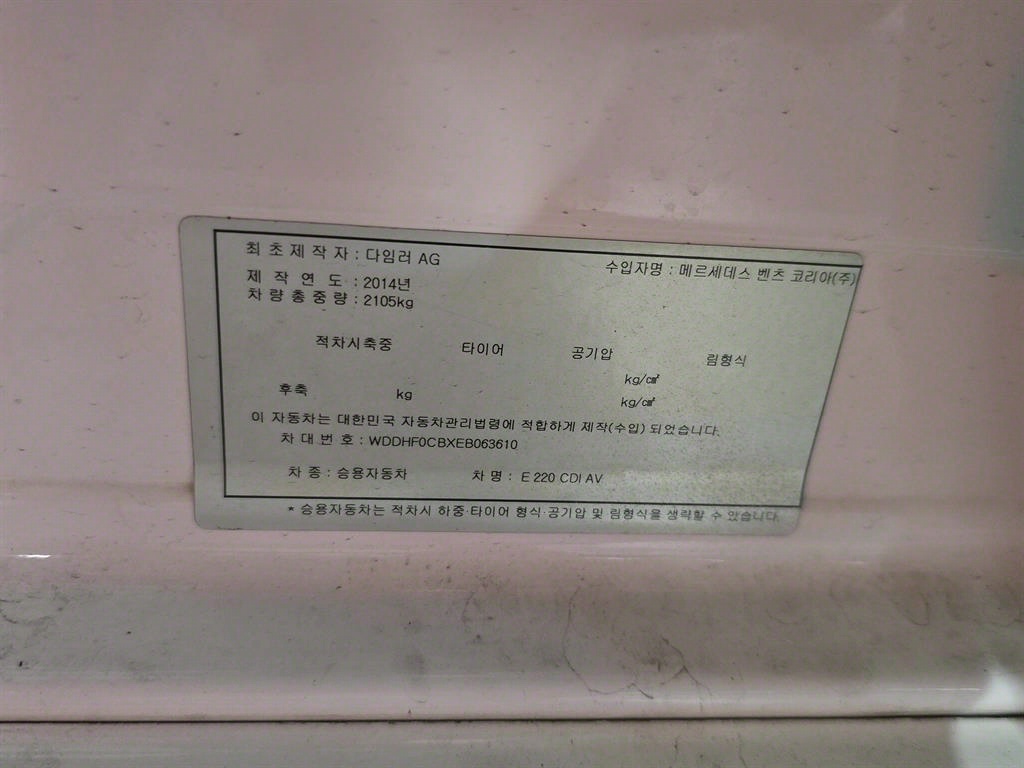 최초제작자 : 다임러 AG
수입자명 : 메르세데스 벤츠 코리아(주)
제작연도 : 2014년
차량총중량 : 2105kg
적차시축중 타이어 공기압 림형식
kg/㎠
후축 kg kg/㎠
이 자동차는 대한민국 자동차관리법령에 적합하게 제작(수입) 되었습니다.
차대번호 : WDDHF0CBXEB063610
차종 : 승용자동차 차명 : E 220 CDI AV
* 승용자동차는 적차시 하중·타이어 형식·공기압 및 림형식을 생략할 수 있습니다.